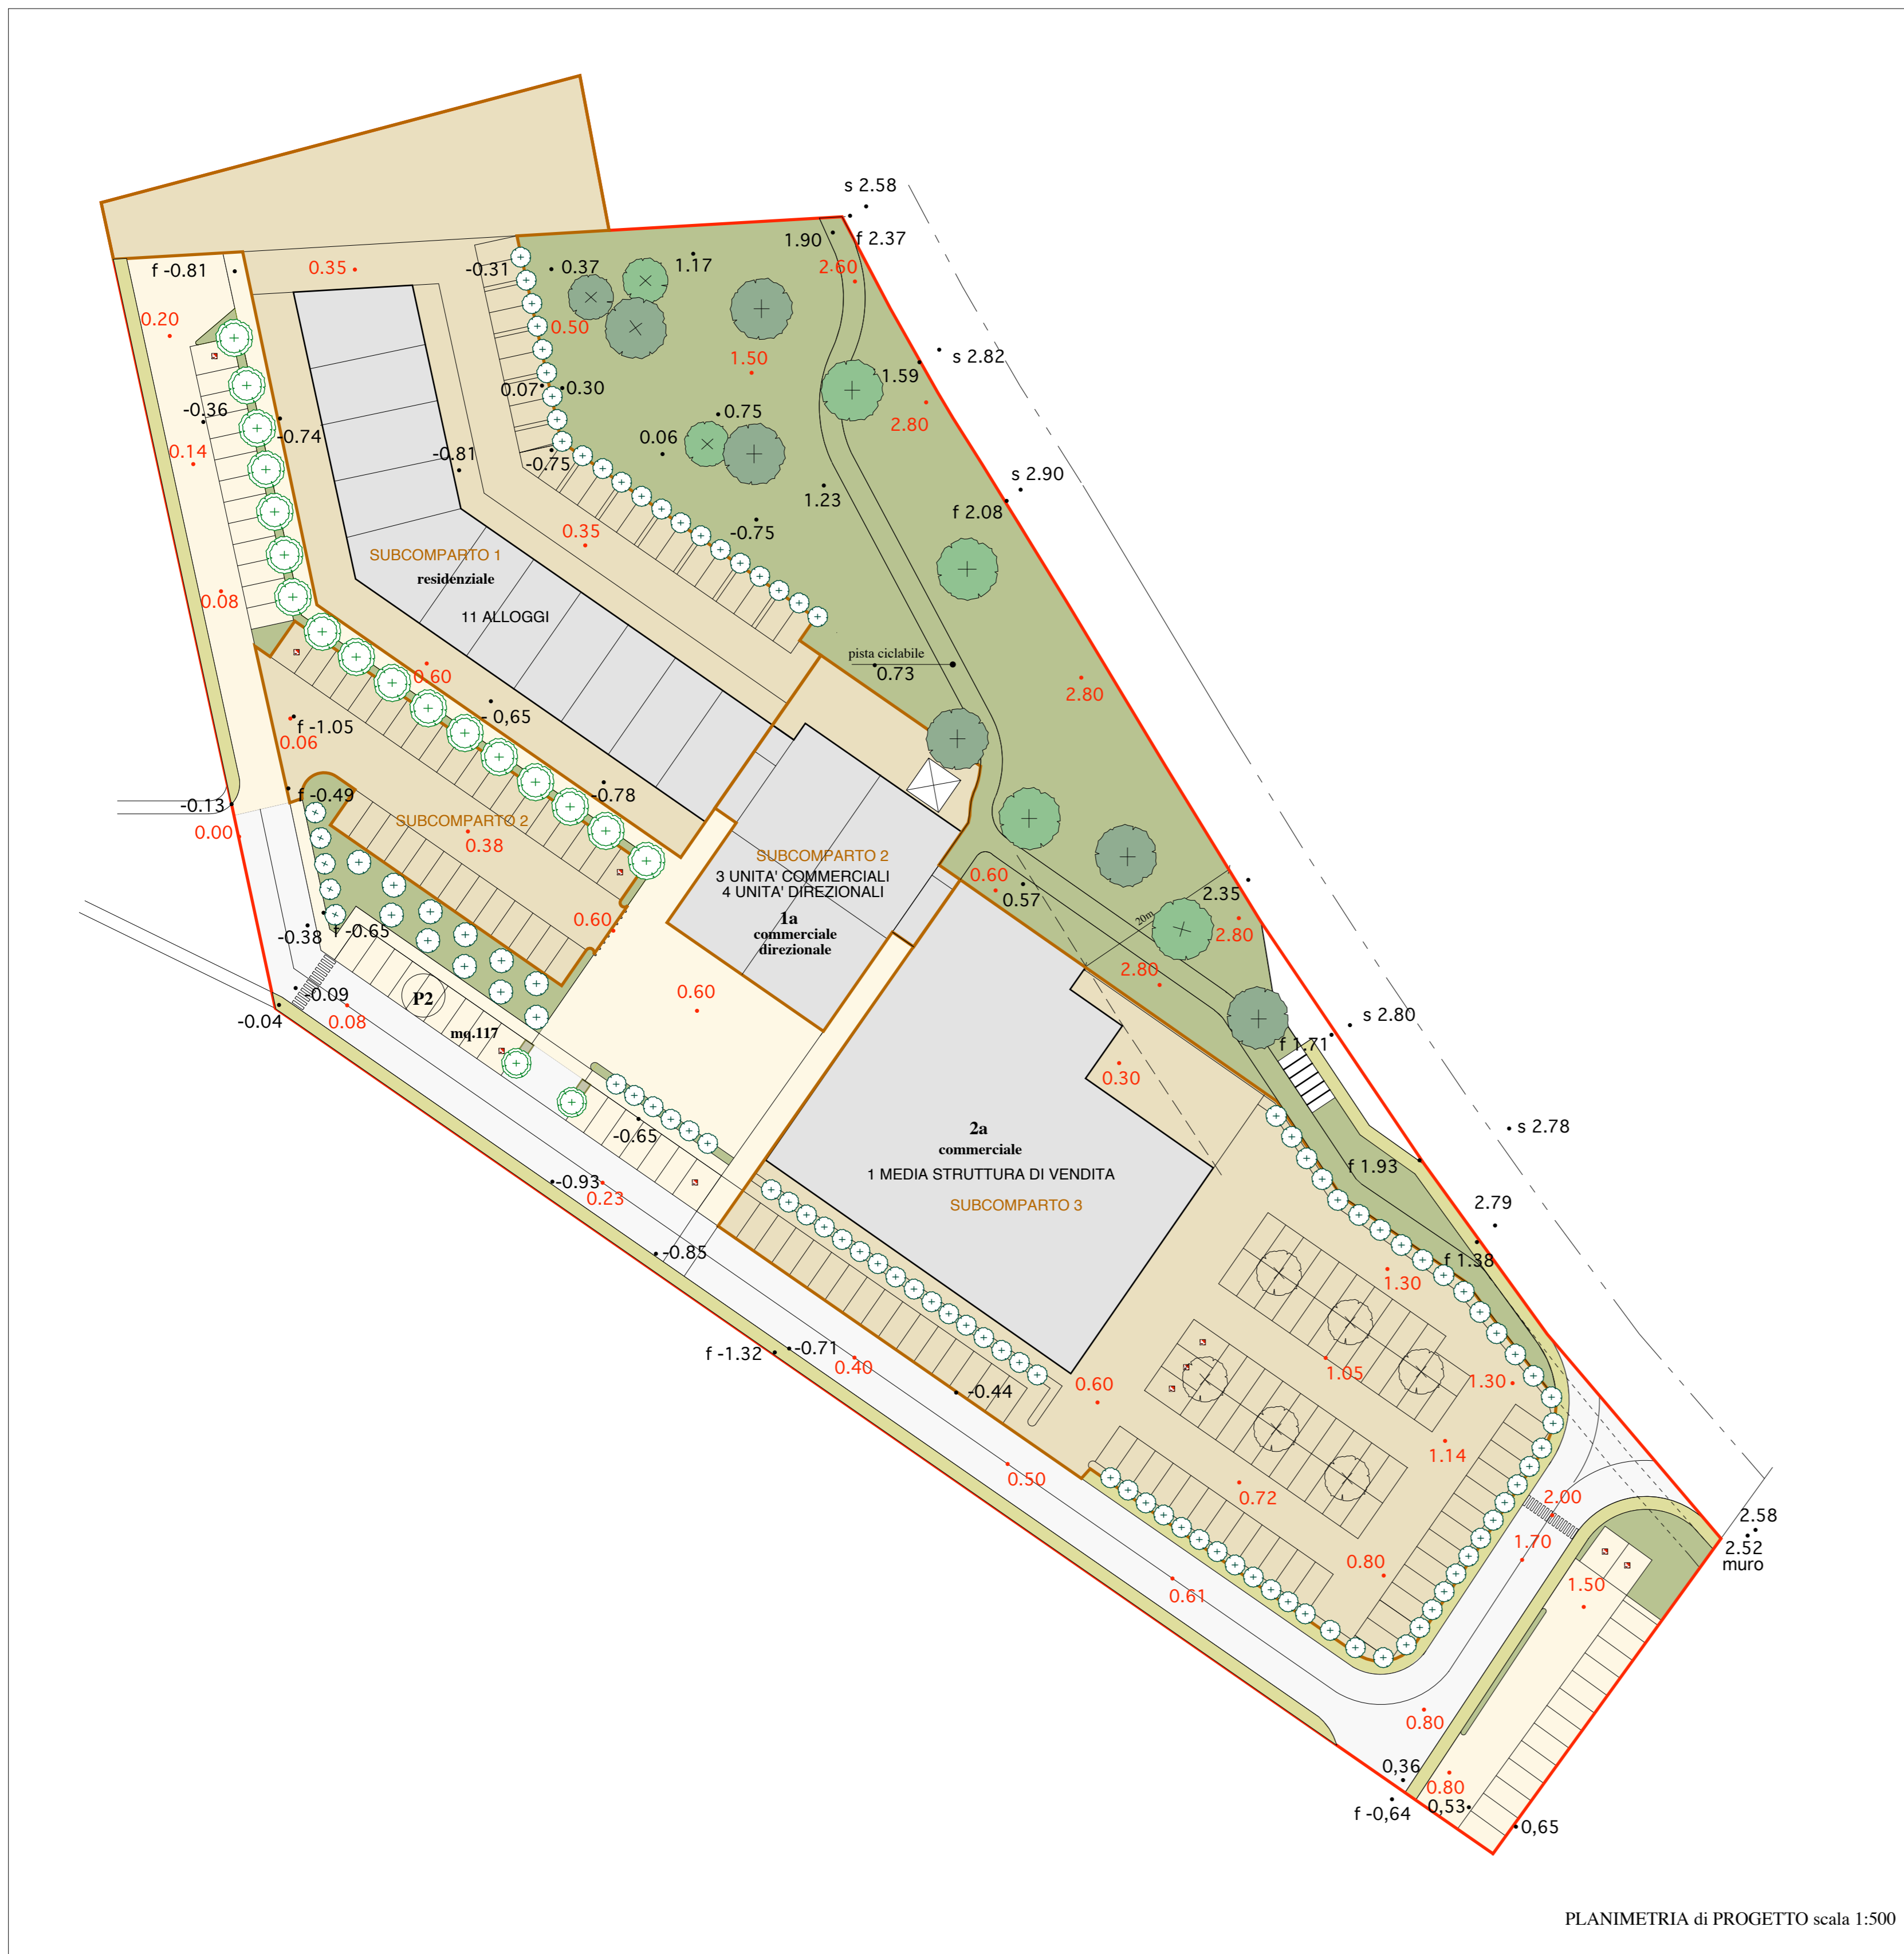 s 2.58
1.90
f 2.37
f -0.81
0.35
-0.31
0.37
1.17
2.60
0.20
0.50
1.50
s 2.82
1.59
0.07
0.30
2.80
-0.36
0.75
-0.74
0.06
0.14
-0.81
-0.75
s 2.90
1.23
f 2.08
0.35
-0.75
SUBCOMPARTO 1
residenziale
0.08
11 ALLOGGI
pista ciclabile
0.73
0.60
2.80
- 0,65
f -1.05
0.06
f -0.49
-0.78
-0.13
SUBCOMPARTO 2
0.00
0.38
SUBCOMPARTO 2
3 UNITA' COMMERCIALI
4 UNITA' DIREZIONALI
0.60
0.57
2.35
20m
1a
commerciale
direzionale
0.60
-0.38
f -0.65
2.80
2.80
-0.09
P2
0.60
-0.04
0.08
mq.117
s 2.80
f 1.71
0.30
-0.65
2a
commerciale
s 2.78
1 MEDIA STRUTTURA DI VENDITA
f 1.93
-0.93
0.23
SUBCOMPARTO 3
2.79
-0.85
f 1.38
1.30
f -1.32
-0.71
0.40
1.05
0.60
-0.44
1.30
1.14
0.50
0.72
2.00
2.58
1.70
2.52
muro
0.80
1.50
0.61
0.80
0,36
0.80
f -0,64
0,53
0,65
PLANIMETRIA di PROGETTO scala 1:500